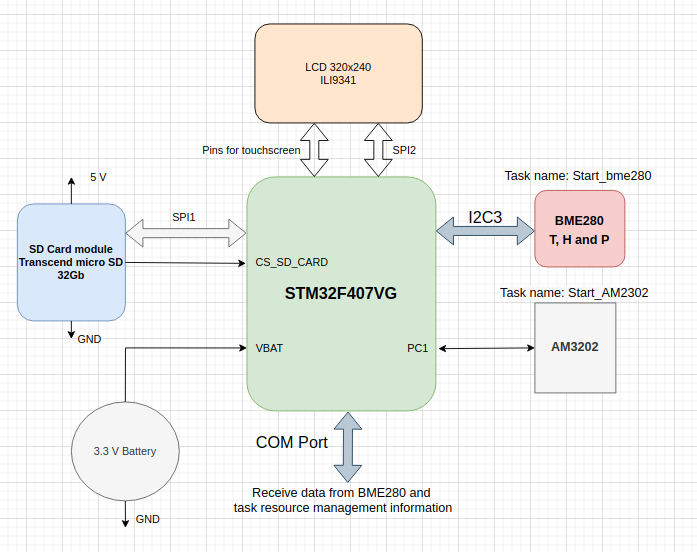 LCD 320x240
ILI9341
Pins for touchscreen
SPI2
Task name: Start_bme280
5 V
SPI1
I2C3
BME280
T, H and P
SD Card module
Transcend micro SD
32Gb
CS_SD_CARD
STM32F407VG
Task name: Start_AM2302
GND
VBAT
PC1
AM3202
COM Port
3.3 V Battery
Receive data from BME280 and
task resource management information
GND